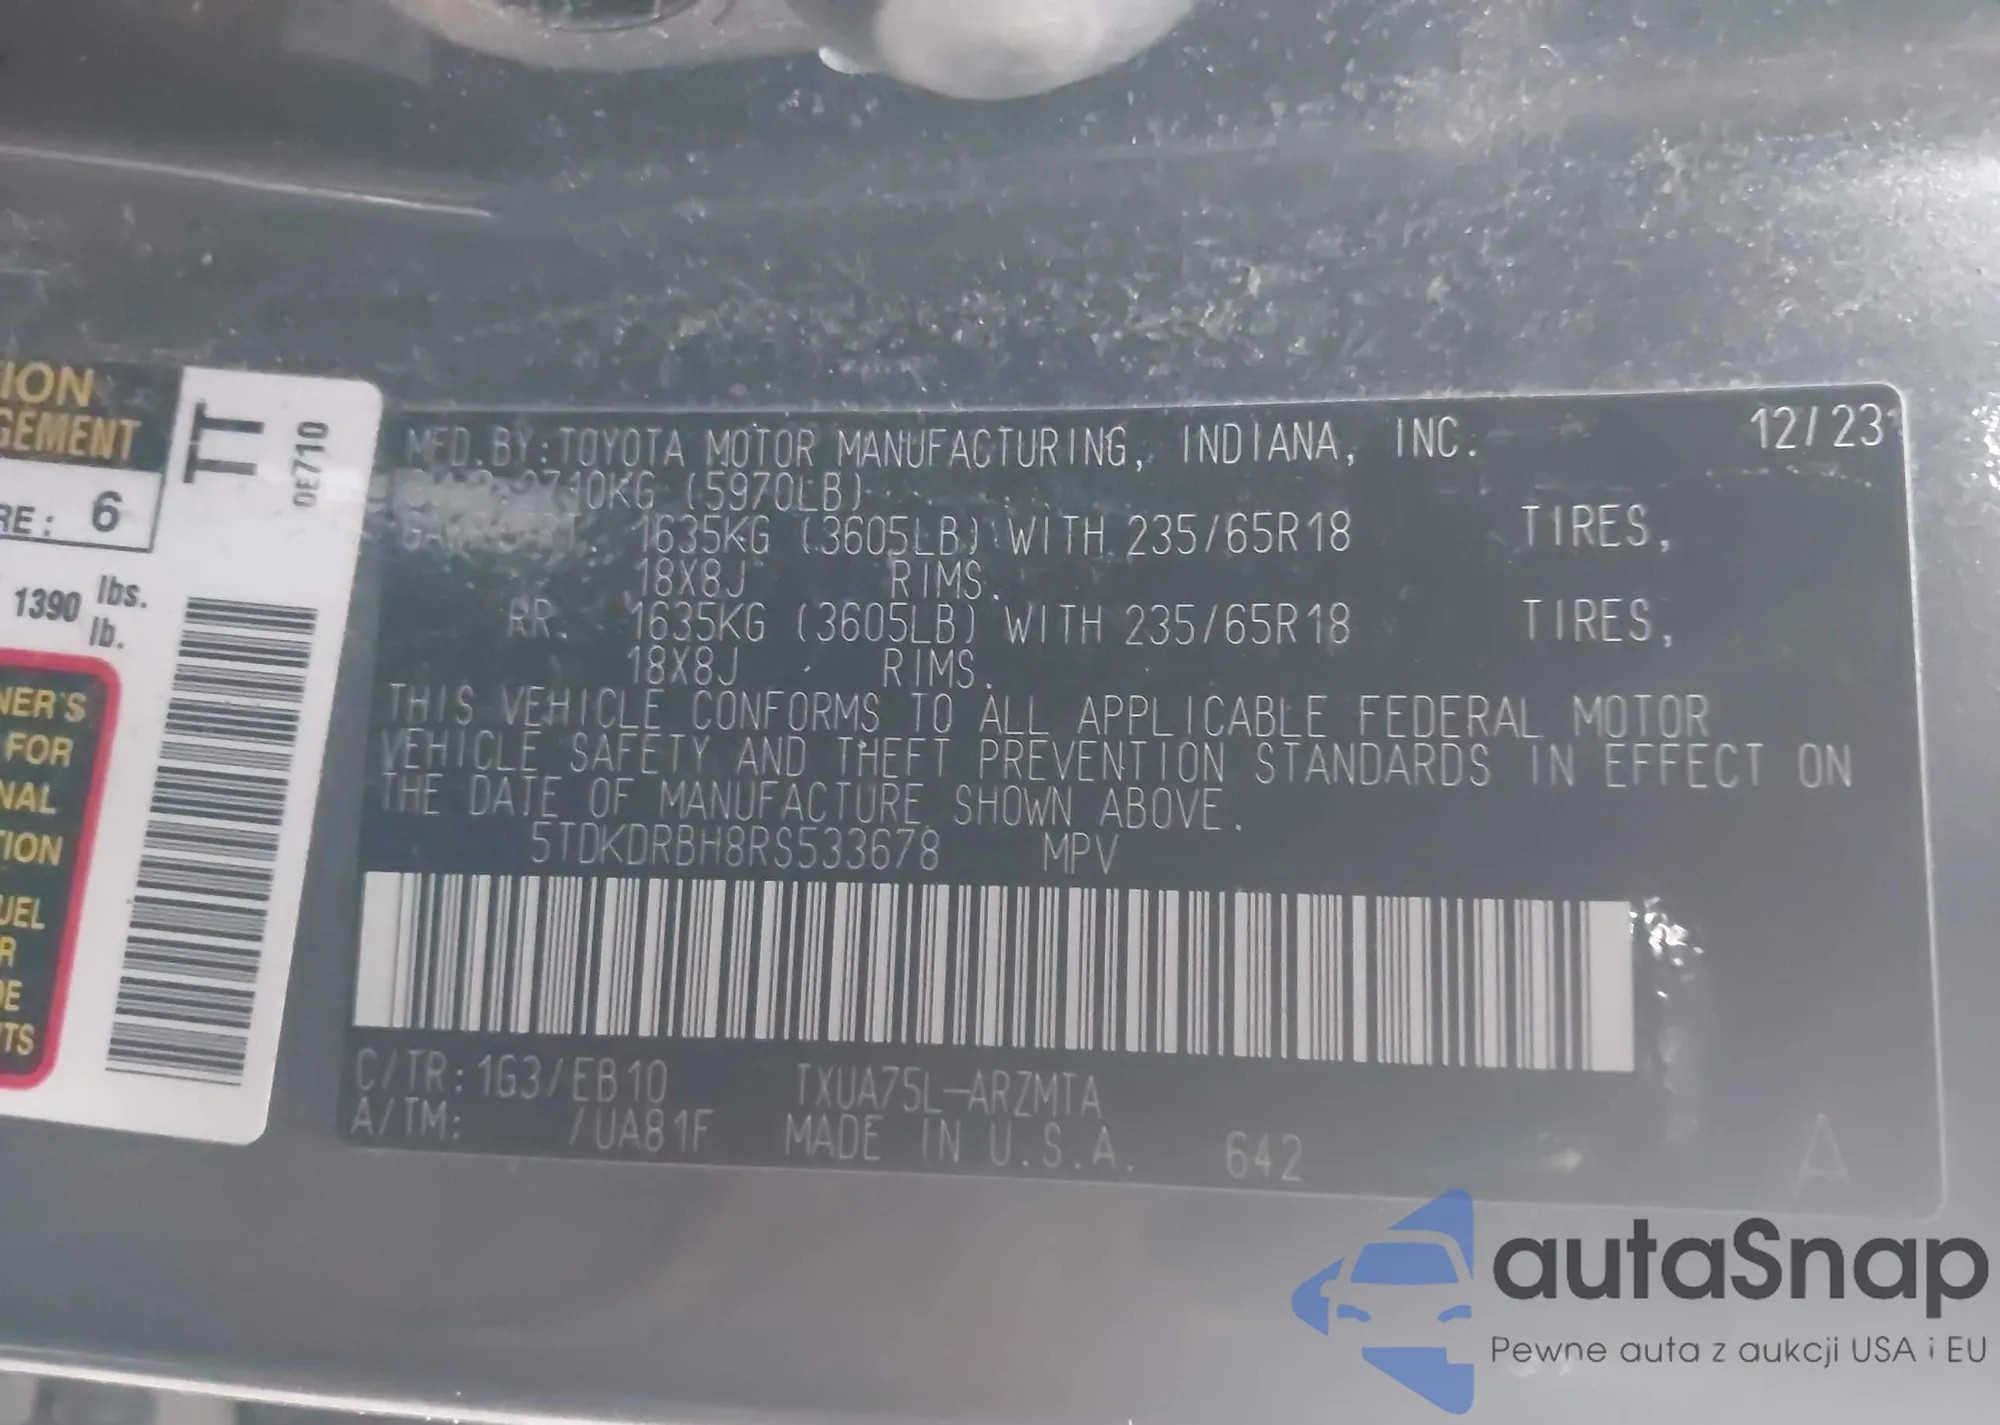 ION
GEMENT
RE: 6
1390 lbs.
lb.
TT
0E710
NER'S
FOR
NAL
TION
UEL
R
DE
TS
MFD. BY: TOYOTA MOTOR MANUFACTURING, INDIANA, INC. 12/23
2710KG (5970LB)
1635KG (3605LB) WITH 235/65R18 TIRES,
18X8J RIMS.
RR. 1635KG (3605LB) WITH 235/65R18 TIRES,
18X8J RIMS.
THIS VEHICLE CONFORMS TO ALL APPLICABLE FEDERAL MOTOR
VEHICLE SAFETY AND THEFT PREVENTION STANDARDS IN EFFECT ON
THE DATE OF MANUFACTURE SHOWN ABOVE.
5TDKDRBH8RS533678 MPV
C/TR: 1G3/EB10 TXUA75L-ARZMTA
A/TM: /UA81F MADE IN U.S.A. 642
A
autaSnap
Pewne auta z aukcji USA i EU